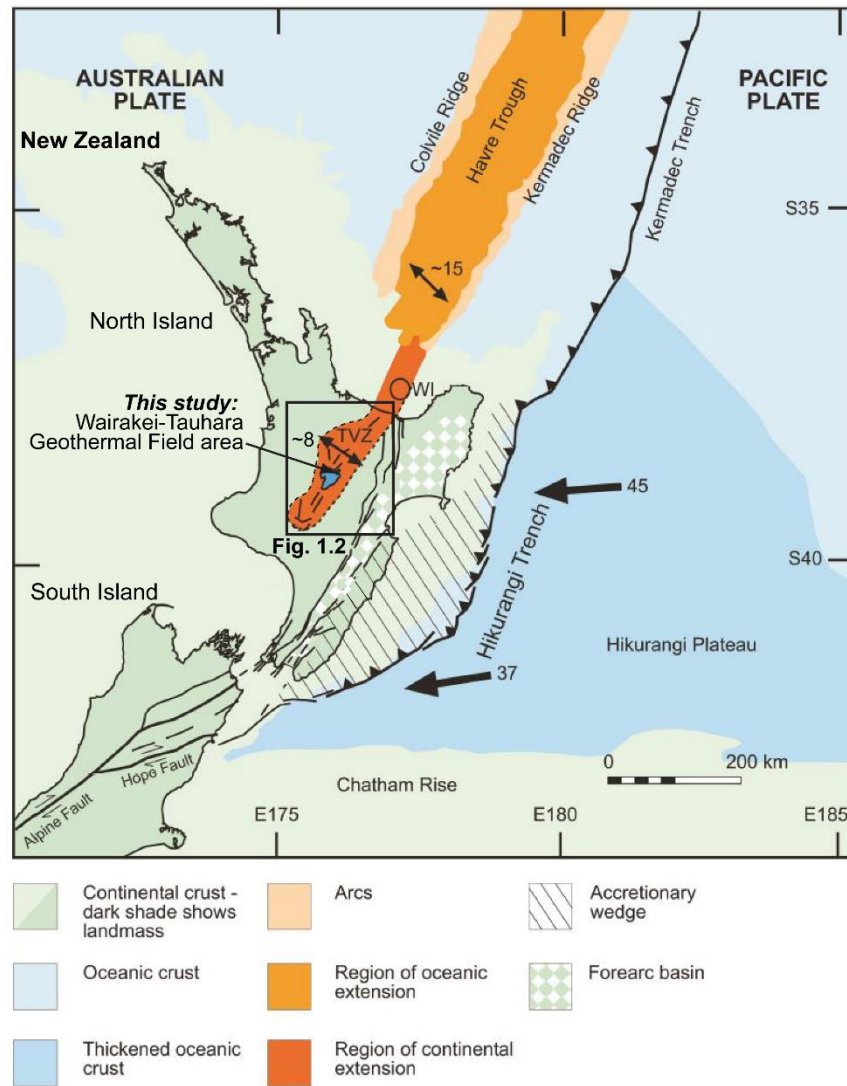 AUSTRALIAN
PLATE
PACIFIC
PLATE
New Zealand
Colvile Ridge
Havre Trough
Kermadec Ridge
Kermadec Trench
S35
~15
North Island
WI
This study:
Wairakei-Tauhara
Geothermal Field area
TVZ
~8
45
Fig. 1.2
S40
South Island
Hikurangi Trench
Hikurangi Plateau
37
0 200 km
Hope Fault
Chatham Rise
Alpine Fault
E175
E180
E185
Continental crust -
dark shade shows
landmass
Arcs
Accretionary
wedge
Oceanic crust
Region of oceanic
extension
Forearc basin
Thickened oceanic
crust
Region of continental
extension